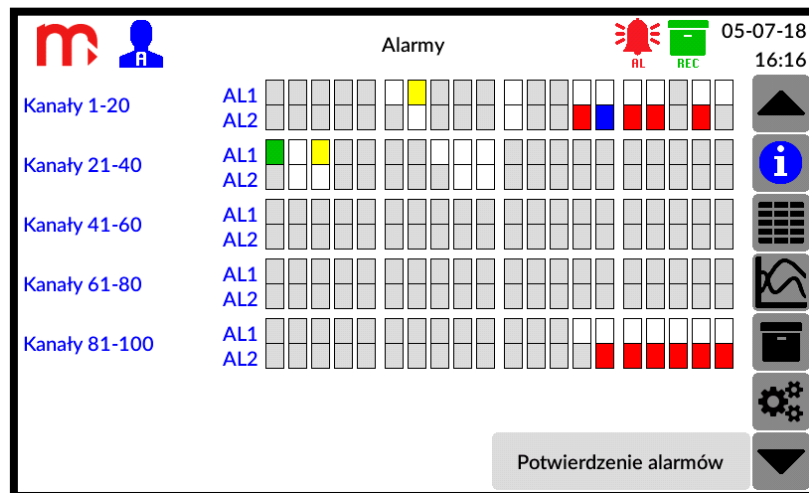 A
Alarmy
AL
REC
05-07-18
16:16
Kanały 1-20
AL1
AL2
Kanały 21-40
AL1
AL2
Kanały 41-60
AL1
AL2
Kanały 61-80
AL1
AL2
Kanały 81-100
AL1
AL2
Potwierdzenie alarmów